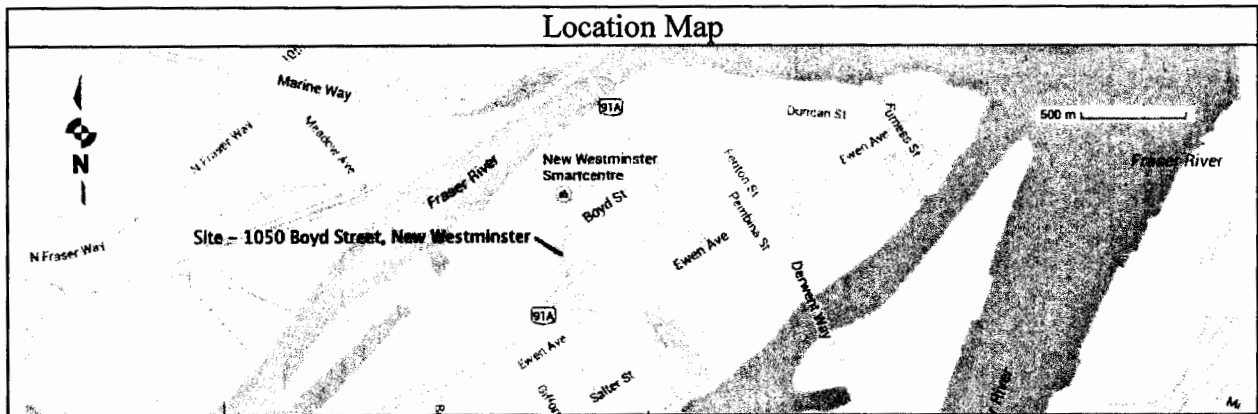 Location Map
Marine Way
91A
Duncan St
Furness St
500 m
N Fraser Way
Meadow Ave
Ewen Ave
Fraser River
New Westminster
Smartcentre
Fenton St
Fraser River
Boyd St
Pembina St
Site – 1050 Boyd Street, New Westminster
N
N Fraser Way
Ewen Ave
Derwent Way
91A
Ewen Ave
Salter St